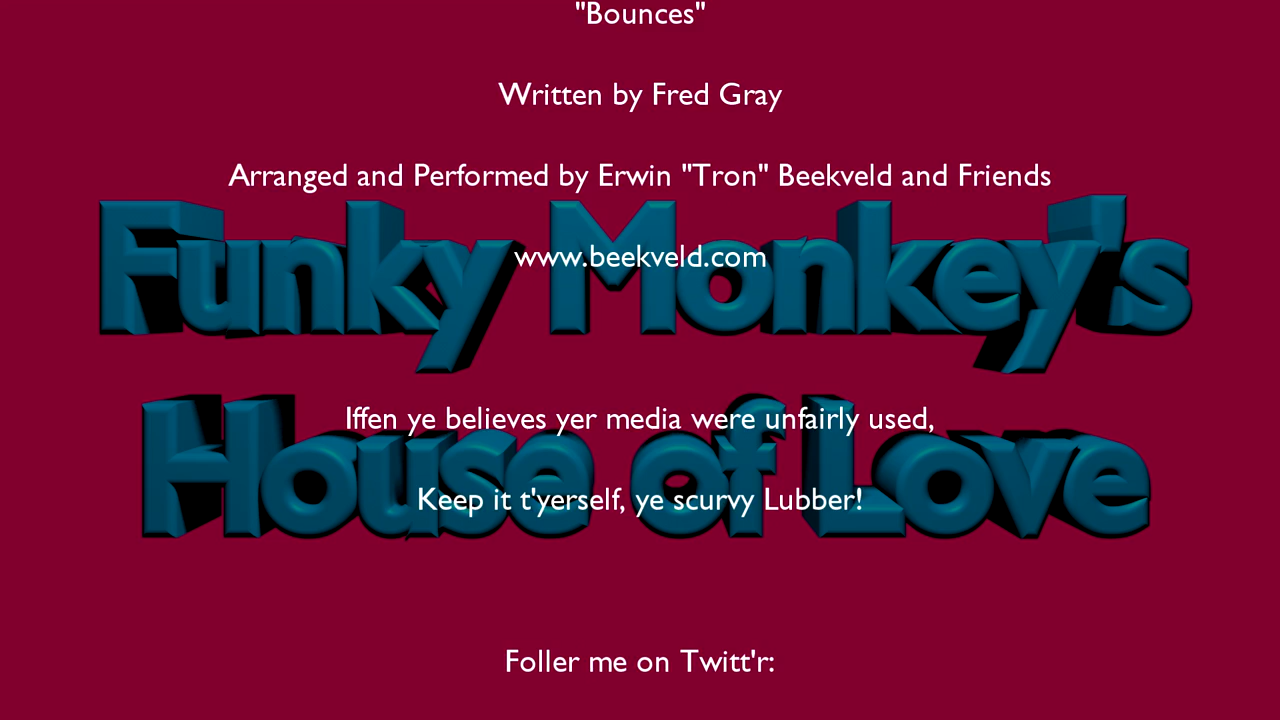 "Bounces"
Written by Fred Gray
Arranged and Performed by Erwin "Tron" Beekveld and Friends
www.beekveld.com
Funky Monkey's
House of Love
Iffen ye believes yer media were unfairly used,
Keep it t'yerself, ye scurvy Lubber!
Foller me on Twitt'r: